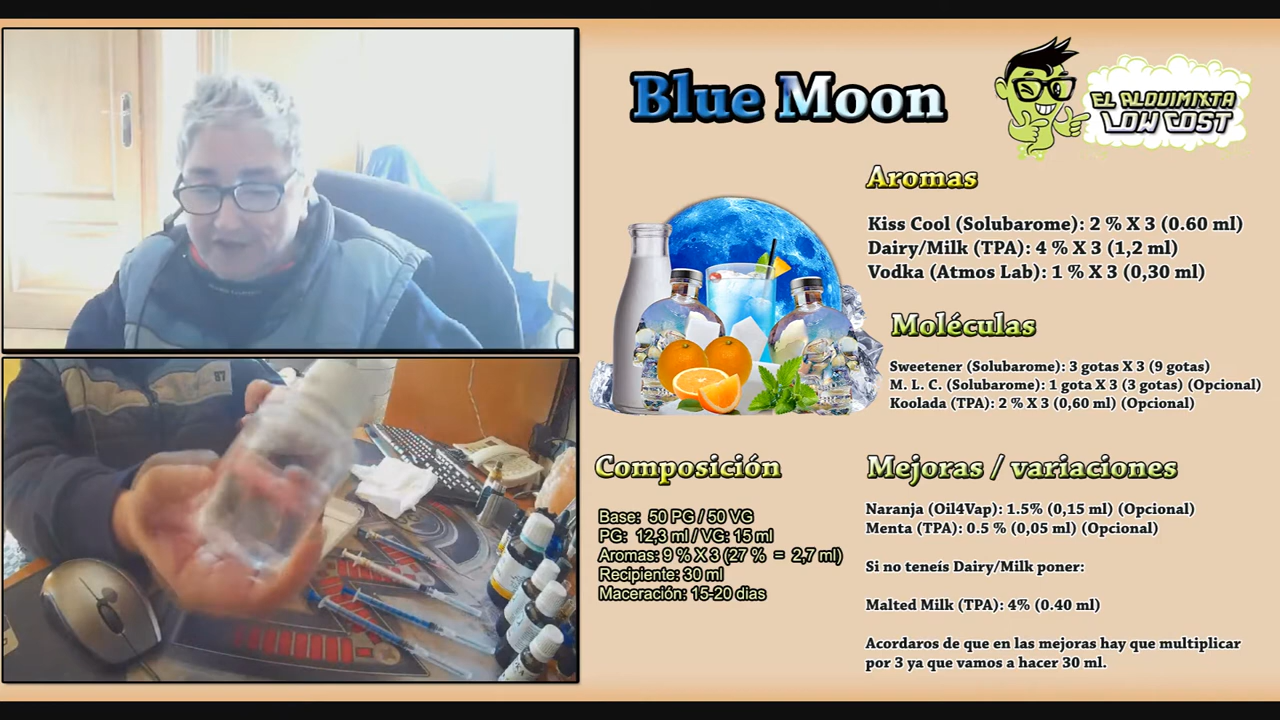 Blue Moon
EL ALQUIMIXTA
LOW COST
Aromas
Kiss Cool (Solubarome): 2 % X 3 (0.60 ml)
Dairy/Milk (TPA): 4 % X 3 (1,2 ml)
Vodka (Atmos Lab): 1 % X 3 (0,30 ml)
Moléculas
Sweetener (Solubarome): 3 gotas X 3 (9 gotas)
M. L. C. (Solubarome): 1 gota X 3 (3 gotas) (Opcional)
Koolada (TPA): 2 % X 3 (0,60 ml) (Opcional)
Composición
Base: 50 PG / 50 VG
PG: 12,3 ml / VG: 15 ml
Aromas: 9 % X 3 (27 % = 2,7 ml)
Recipiente: 30 ml
Maceración: 15-20 dias
Mejoras / variaciones
Naranja (Oil4Vap): 1.5% (0,15 ml) (Opcional)
Menta (TPA): 0.5 % (0,05 ml) (Opcional)
Si no teneís Dairy/Milk poner:
Malted Milk (TPA): 4% (0.40 ml)
Acordaros de que en las mejoras hay que multiplicar
por 3 ya que vamos a hacer 30 ml.